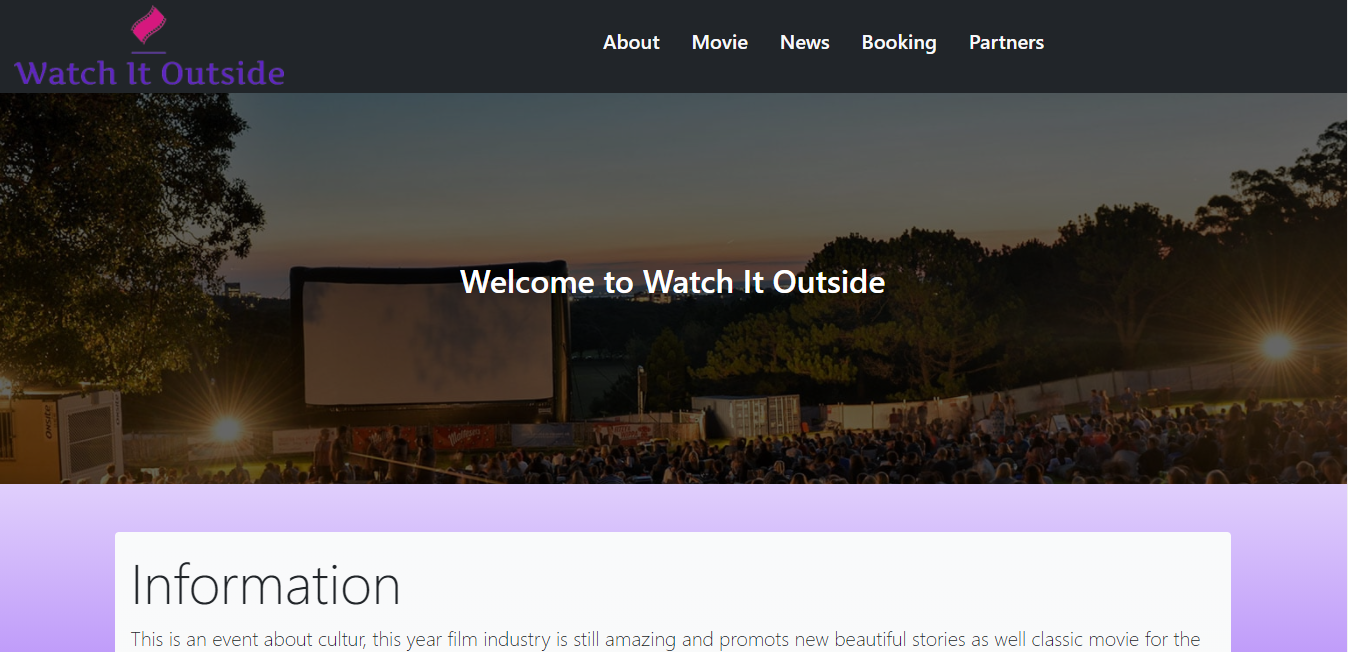 Watch It Outside
About Movie News Booking Partners
Welcome to Watch It Outside
Information
This is an event about cultur, this year film industry is still amazing and promots new beautiful stories as well classic movie for the